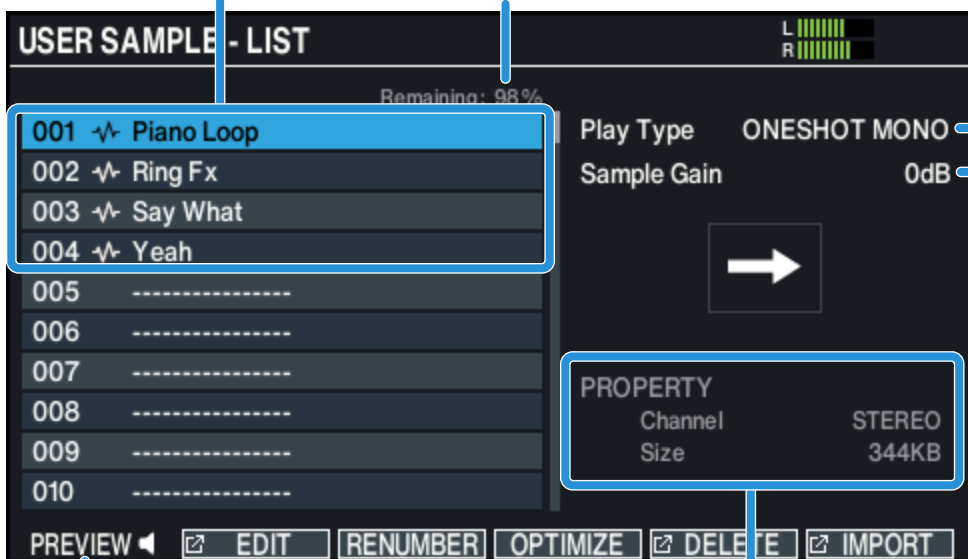 USER SAMPLE - LIST
L
R
Remaining: 98%
001 Piano Loop
002 Ring Fx
003 Say What
004 Yeah
005 ----------------
006 ----------------
007 ----------------
008 ----------------
009 ----------------
010 ----------------
Play Type ONESHOT MONO
Sample Gain 0dB
PROPERTY
Channel STEREO
Size 344KB
PREVIEW EDIT RENUMBER OPTIMIZE DELETE IMPORT